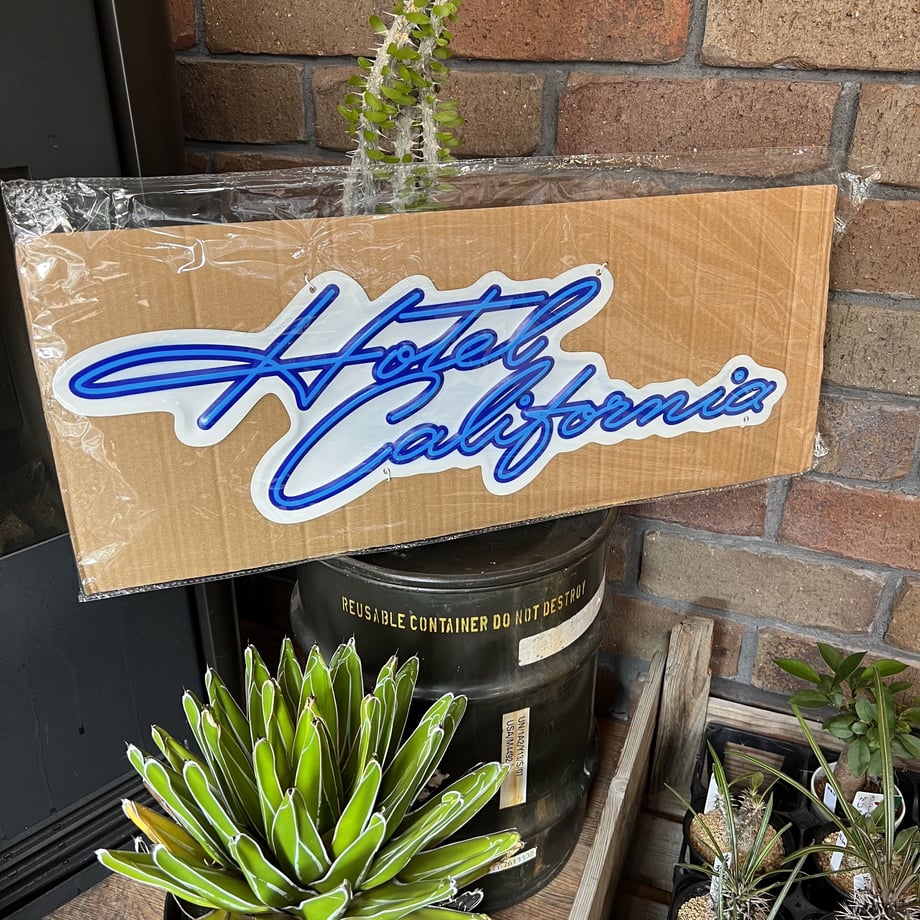 Hotel
California
REUSABLE CONTAINER DO NOT DESTROY